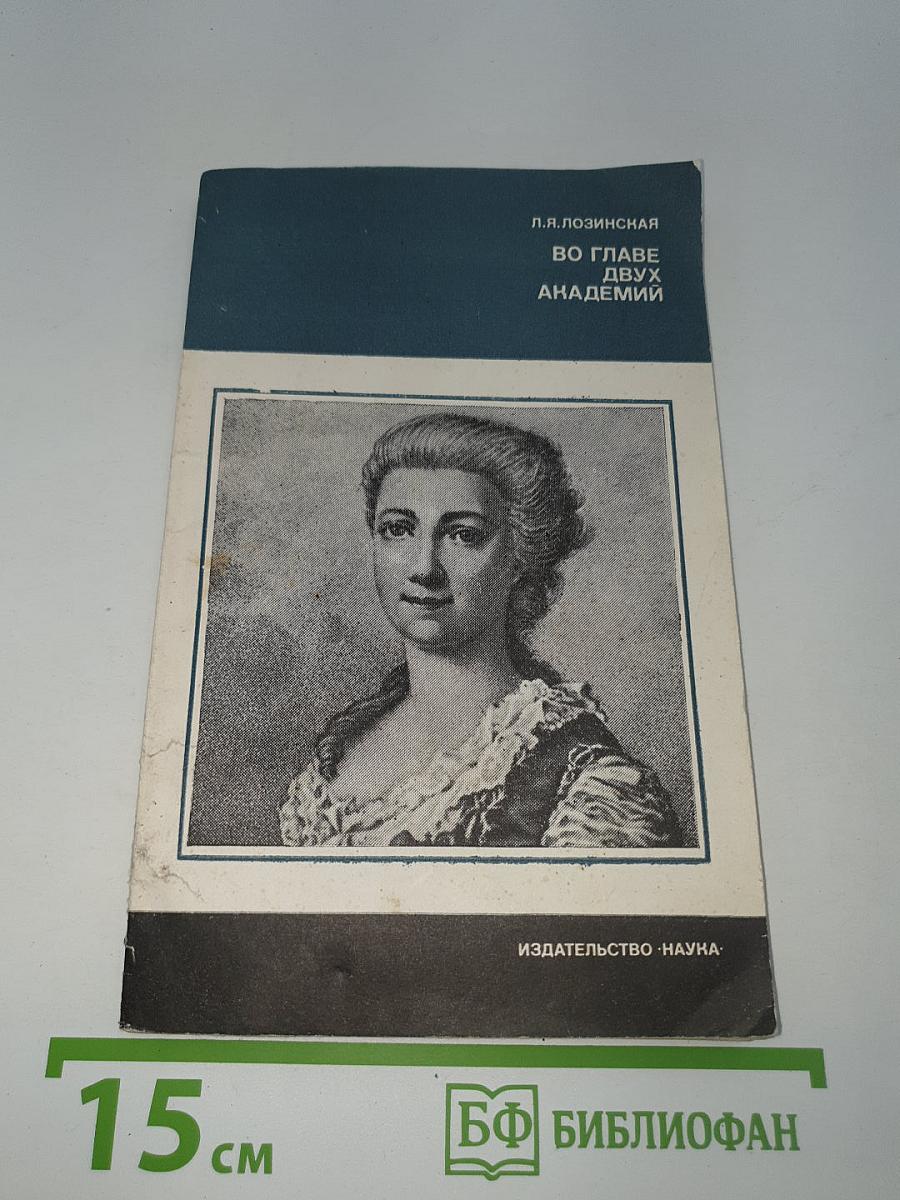 Л.Я.ЛОЗИНСКАЯ
ВО ГЛАВЕ
ДВУХ
АКАДЕМИЙ
ИЗДАТЕЛЬСТВО ·НАУКА·
15 см
БФ БИБЛИОФАН